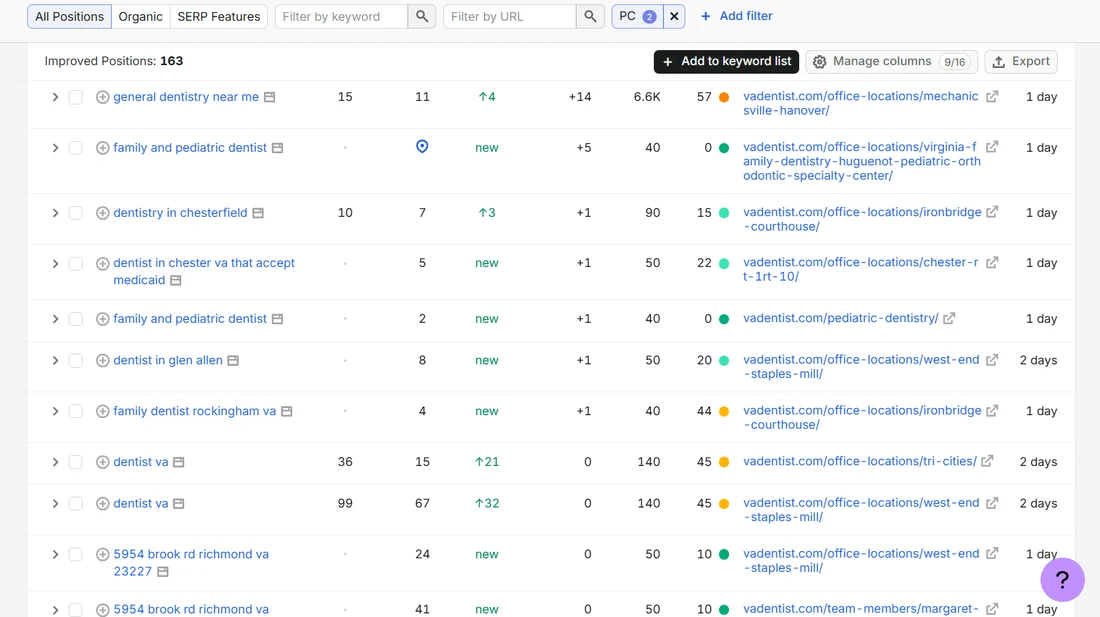 All Positions Organic SERP Features Filter by keyword Filter by URL PC 2 ✕ + Add filter
Improved Positions: 163 + Add to keyword list Manage columns 9/16 Export
general dentistry near me 15 11 ↑4 +14 6.6K 57 vadentist.com/office-locations/mechanic 1 day
sville-hanover/
family and pediatric dentist new +5 40 0 vadentist.com/office-locations/virginia-f 1 day
amily-dentistry-huguenot-pediatric-orth
odontic-specialty-center/
dentistry in chesterfield 10 7 ↑3 +1 90 15 vadentist.com/office-locations/ironbridge 1 day
-courthouse/
dentist in chester va that accept 5 new +1 50 22 vadentist.com/office-locations/chester-r 1 day
medicaid t-1rt-10/
family and pediatric dentist 2 new +1 40 0 vadentist.com/pediatric-dentistry/ 1 day
dentist in glen allen 8 new +1 50 20 vadentist.com/office-locations/west-end 2 days
-staples-mill/
family dentist rockingham va 4 new +1 40 44 vadentist.com/office-locations/ironbridge 1 day
-courthouse/
dentist va 36 15 ↑21 0 140 45 vadentist.com/office-locations/tri-cities/ 2 days
dentist va 99 67 ↑32 0 140 45 vadentist.com/office-locations/west-end 2 days
-staples-mill/
5954 brook rd richmond va 24 new 0 50 10 vadentist.com/office-locations/west-end 1 day
23227 -staples-mill/
?
5954 brook rd richmond va 41 new 0 50 10 vadentist.com/team-members/margaret- 1 day